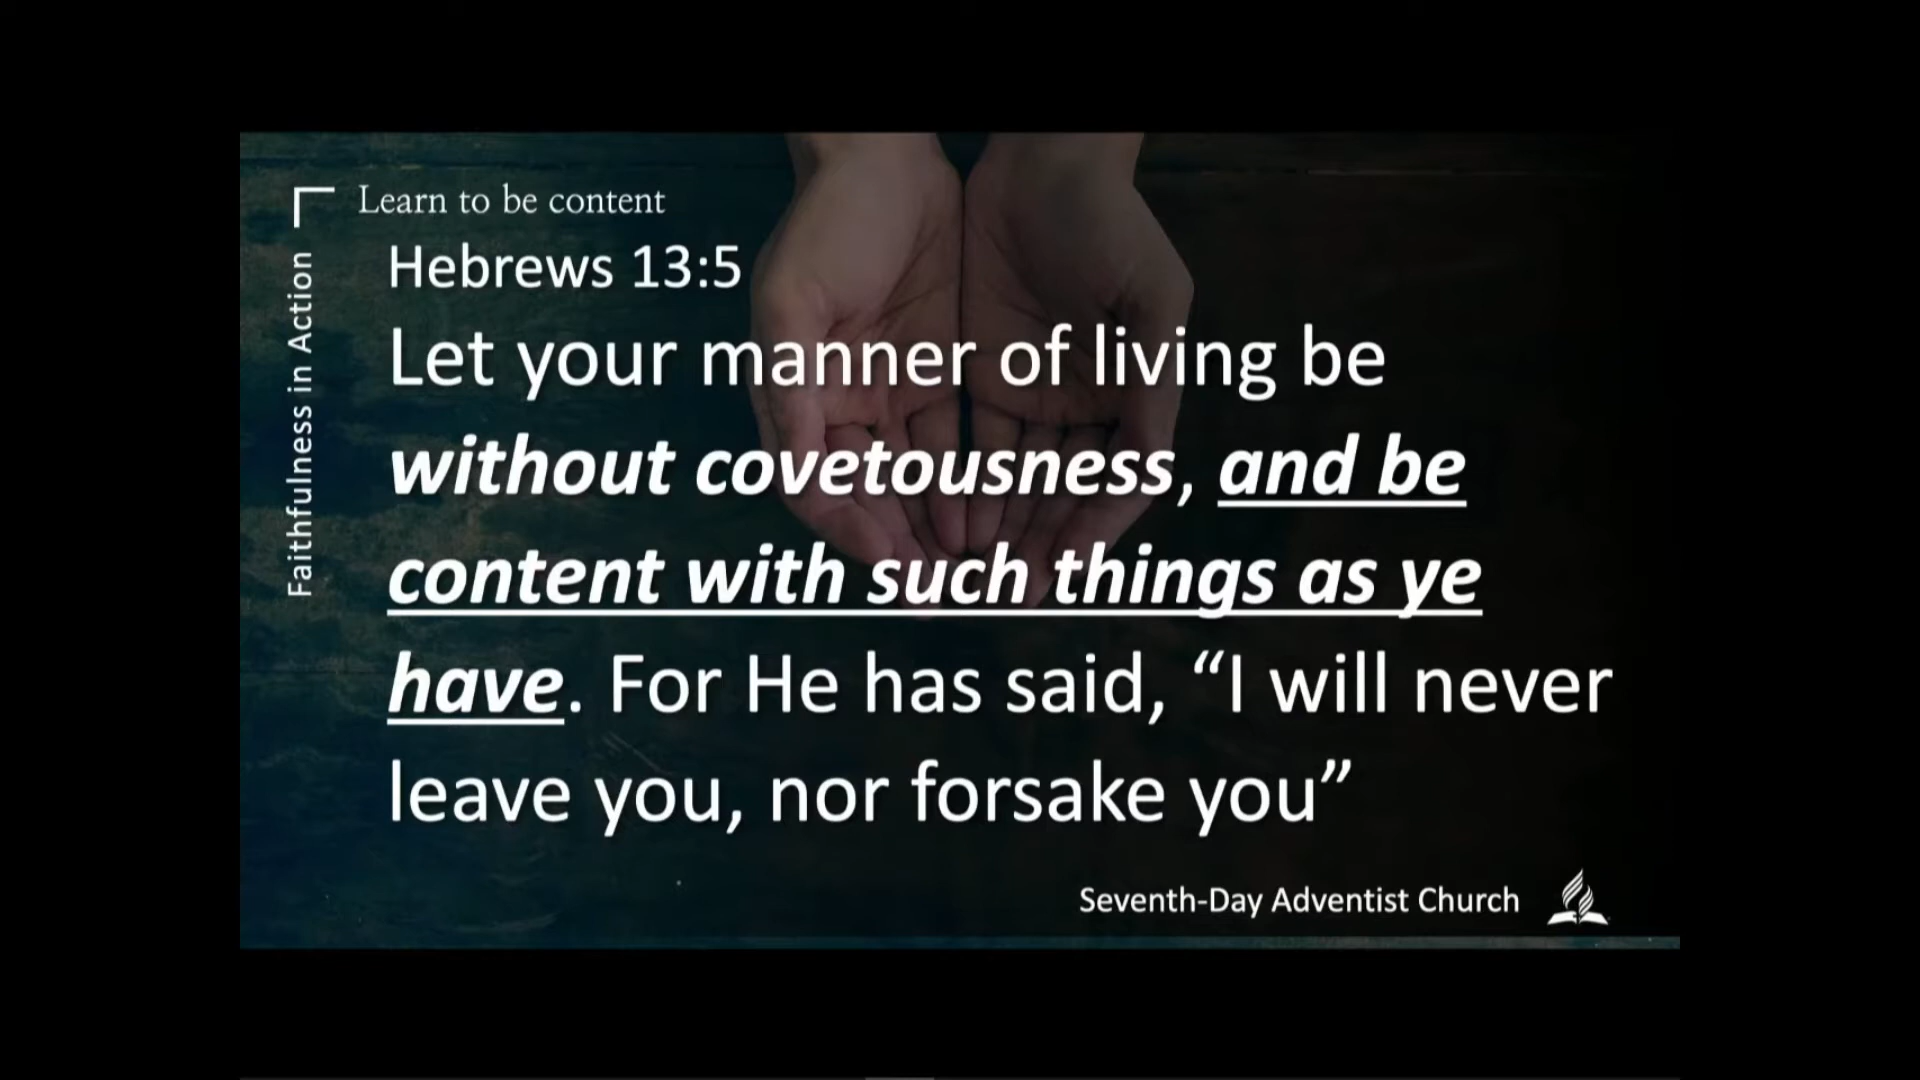 Learn to be content
Faithfulness in Action
Hebrews 13:5
Let your manner of living be
without covetousness, and be
content with such things as ye
have. For He has said, “I will never
leave you, nor forsake you”
Seventh-Day Adventist Church